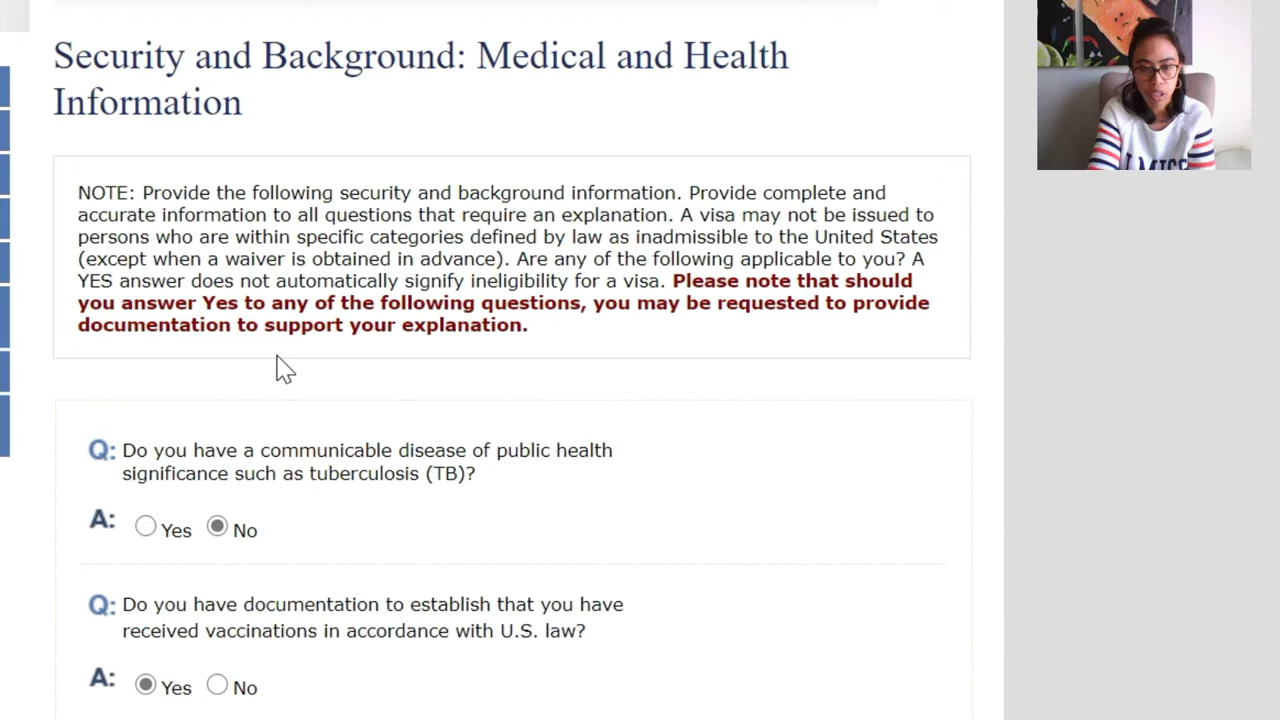 Security and Background: Medical and Health
Information
NOTE: Provide the following security and background information. Provide complete and
accurate information to all questions that require an explanation. A visa may not be issued to
persons who are within specific categories defined by law as inadmissible to the United States
(except when a waiver is obtained in advance). Are any of the following applicable to you? A
YES answer does not automatically signify ineligibility for a visa. Please note that should
you answer Yes to any of the following questions, you may be requested to provide
documentation to support your explanation.
Q: Do you have a communicable disease of public health
significance such as tuberculosis (TB)?
A: Yes No
Q: Do you have documentation to establish that you have
received vaccinations in accordance with U.S. law?
A: Yes No